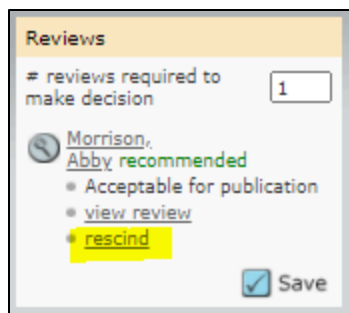 Reviews
# reviews required to
make decision
1
Morrison,
Abby recommended
Acceptable for publication
view review
rescind
Save